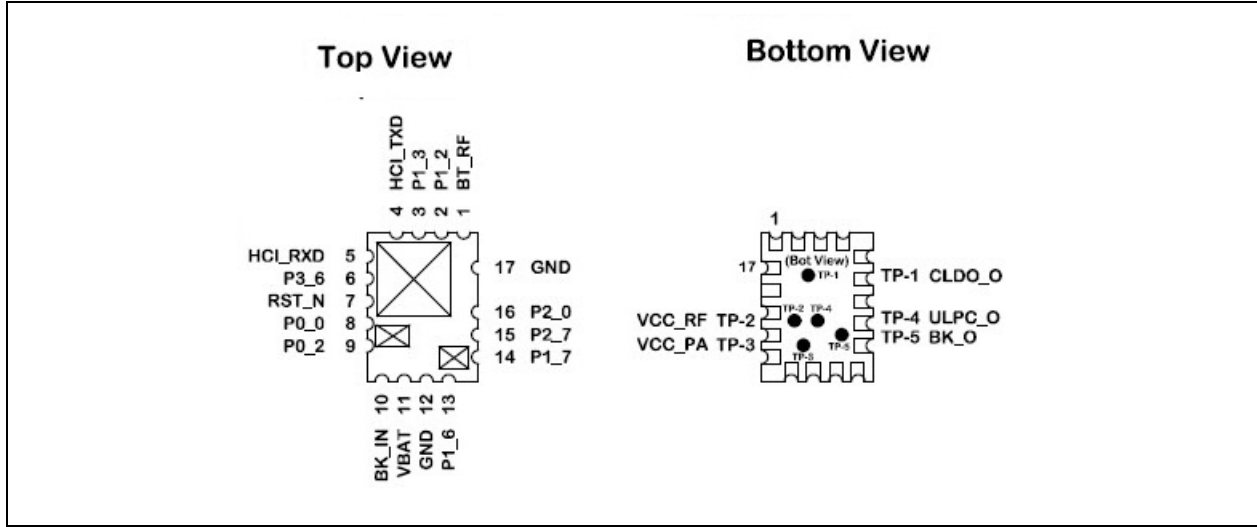 Top View
Bottom View
HCI_TXD
P1_3
P1_2
BT_RF
4 3 2 1
HCI_RXD 5
P3_6 6
RST_N 7
P0_0 8
P0_2 9
17 GND
16 P2_0
15 P2_7
14 P1_7
10 11 12 13
BK_IN
VBAT
GND
P1_6
1
17
(Bot View)
TP-1
TP-2 TP-4
TP-5
TP-3
VCC_RF TP-2
VCC_PA TP-3
TP-1 CLDO_O
TP-4 ULPC_O
TP-5 BK_O